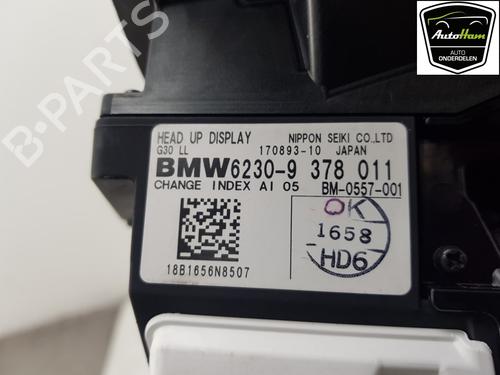 AutoHam
AUTO
ONDERDELEN
B-PARTS
HEAD UP DISPLAY NIPPON SEIKI CO.,LTD
G30 LL 170893-10 JAPAN
BMW6230-9 378 011
CHANGE INDEX AI 05 BM-0557-001
OK
1658
HD6
18B1656N8507